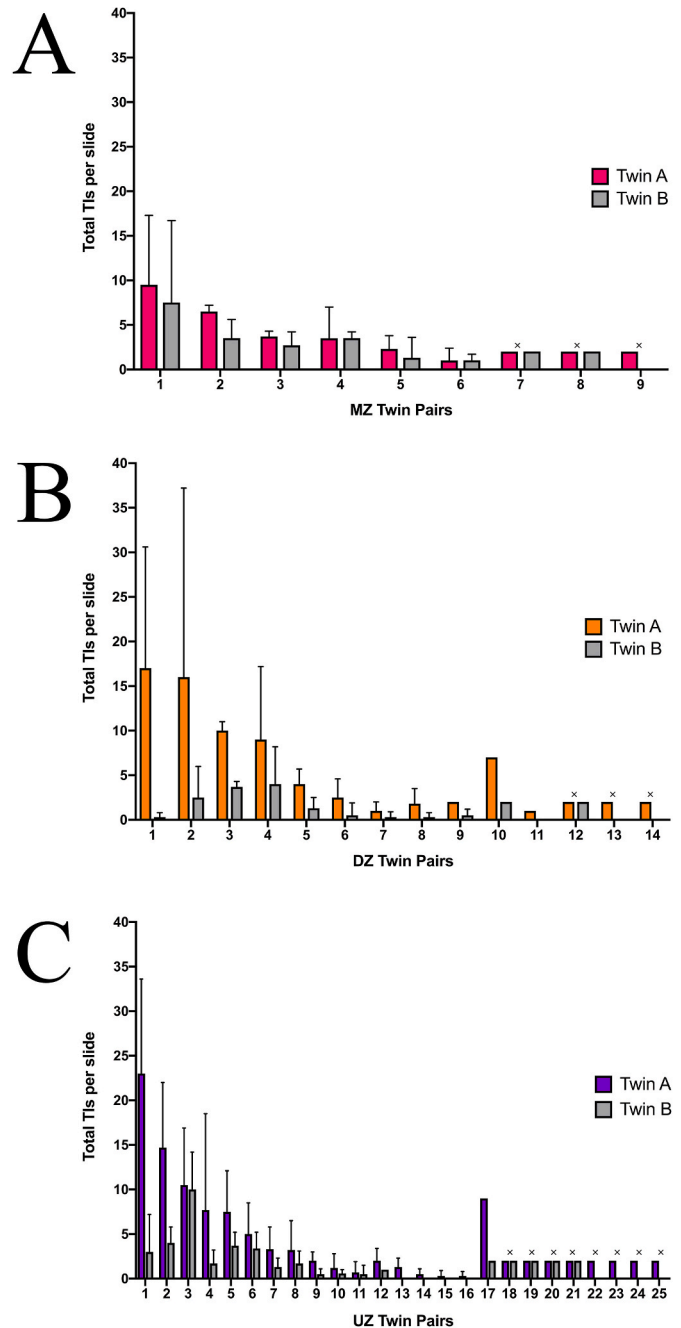 A
Total TIs per slide
40
35
30
25
20
15
10
5
0
Twin A
Twin B
× × ×
1 2 3 4 5 6 7 8 9
MZ Twin Pairs
B
Total TIs per slide
40
35
30
25
20
15
10
5
0
Twin A
Twin B
× × ×
1 2 3 4 5 6 7 8 9 10 11 12 13 14
DZ Twin Pairs
C
Total TIs per slide
40
35
30
25
20
15
10
5
0
Twin A
Twin B
× × × × × × × ×
1 2 3 4 5 6 7 8 9 10 11 12 13 14 15 16 17 18 19 20 21 22 23 24 25
UZ Twin Pairs